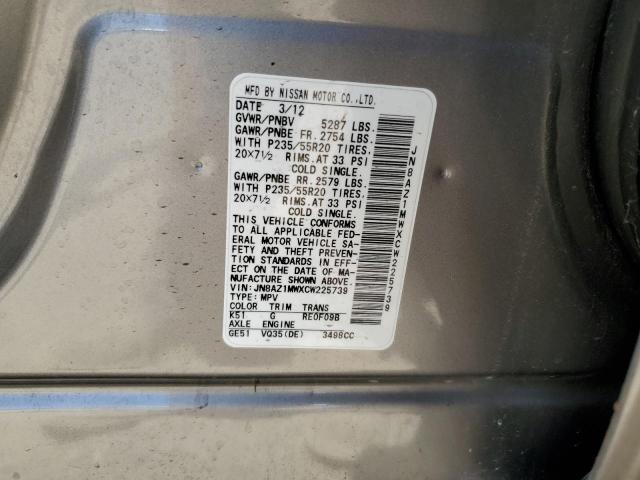 MFD BY NISSAN MOTOR CO.,LTD.
DATE 3/12
GVWR/PNBV 5287 LBS.
GAWR/PNBE FR. 2754 LBS.
WITH P235/55R20 TIRES.
20X7½ RIMS. AT 33 PSI
COLD SINGLE.
GAWR/PNBE RR. 2579 LBS.
WITH P235/55R20 TIRES.
20X7½ RIMS. AT 33 PSI
COLD SINGLE.
THIS VEHICLE CONFORMS
TO ALL APPLICABLE FED-
ERAL MOTOR VEHICLE SA-
FETY AND THEFT PREVEN-
TION STANDARDS IN EFF-
ECT ON THE DATE OF MA-
NUFACTURE SHOWN ABOVE.
VIN: JN8AZ1MWXCW225739
TYPE: MPV
COLOR TRIM TRANS
K51 G RE0F09B
AXLE ENGINE
GE51 VQ35(DE) 3498CC
JN8AZ1MWXCW225739